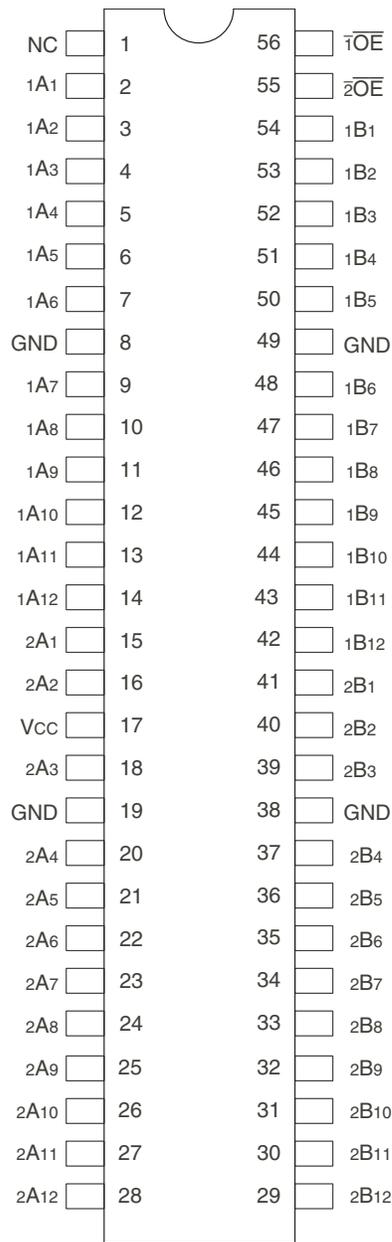 NC 1 56 1OE
1A1 2 55 2OE
1A2 3 54 1B1
1A3 4 53 1B2
1A4 5 52 1B3
1A5 6 51 1B4
1A6 7 50 1B5
GND 8 49 GND
1A7 9 48 1B6
1A8 10 47 1B7
1A9 11 46 1B8
1A10 12 45 1B9
1A11 13 44 1B10
1A12 14 43 1B11
2A1 15 42 1B12
2A2 16 41 2B1
VCC 17 40 2B2
2A3 18 39 2B3
GND 19 38 GND
2A4 20 37 2B4
2A5 21 36 2B5
2A6 22 35 2B6
2A7 23 34 2B7
2A8 24 33 2B8
2A9 25 32 2B9
2A10 26 31 2B10
2A11 27 30 2B11
2A12 28 29 2B12